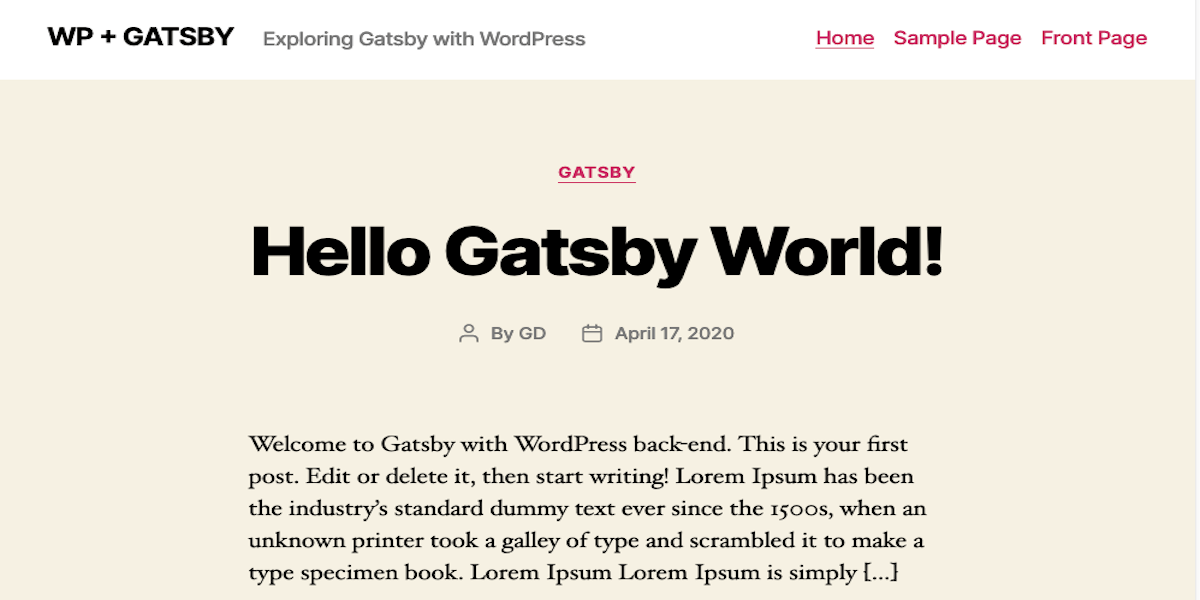 WP + GATSBY Exploring Gatsby with WordPress Home Sample Page Front Page
GATSBY
Hello Gatsby World!
By GD April 17, 2020
Welcome to Gatsby with WordPress back-end. This is your first
post. Edit or delete it, then start writing! Lorem Ipsum has been
the industry’s standard dummy text ever since the 1500s, when an
unknown printer took a galley of type and scrambled it to make a
type specimen book. Lorem Ipsum Lorem Ipsum is simply […]